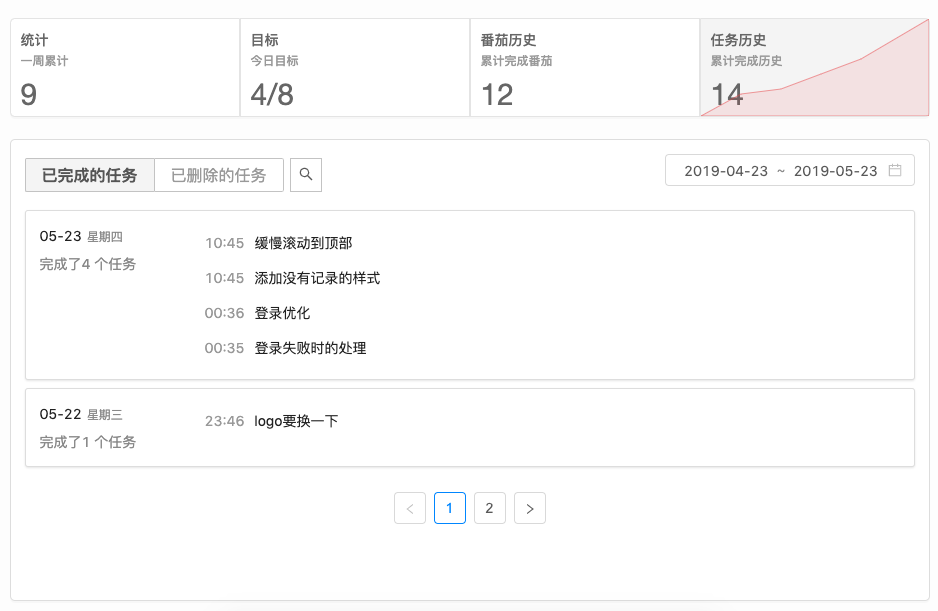 统计
一周累计
9
目标
今日目标
4/8
番茄历史
累计完成番茄
12
任务历史
累计完成历史
14
已完成的任务 已删除的任务
2019-04-23 ~ 2019-05-23
05-23 星期四
完成了4 个任务
10:45 缓慢滚动到顶部
10:45 添加没有记录的样式
00:36 登录优化
00:35 登录失败时的处理
05-22 星期三
完成了1 个任务
23:46 logo要换一下
< 1 2 >